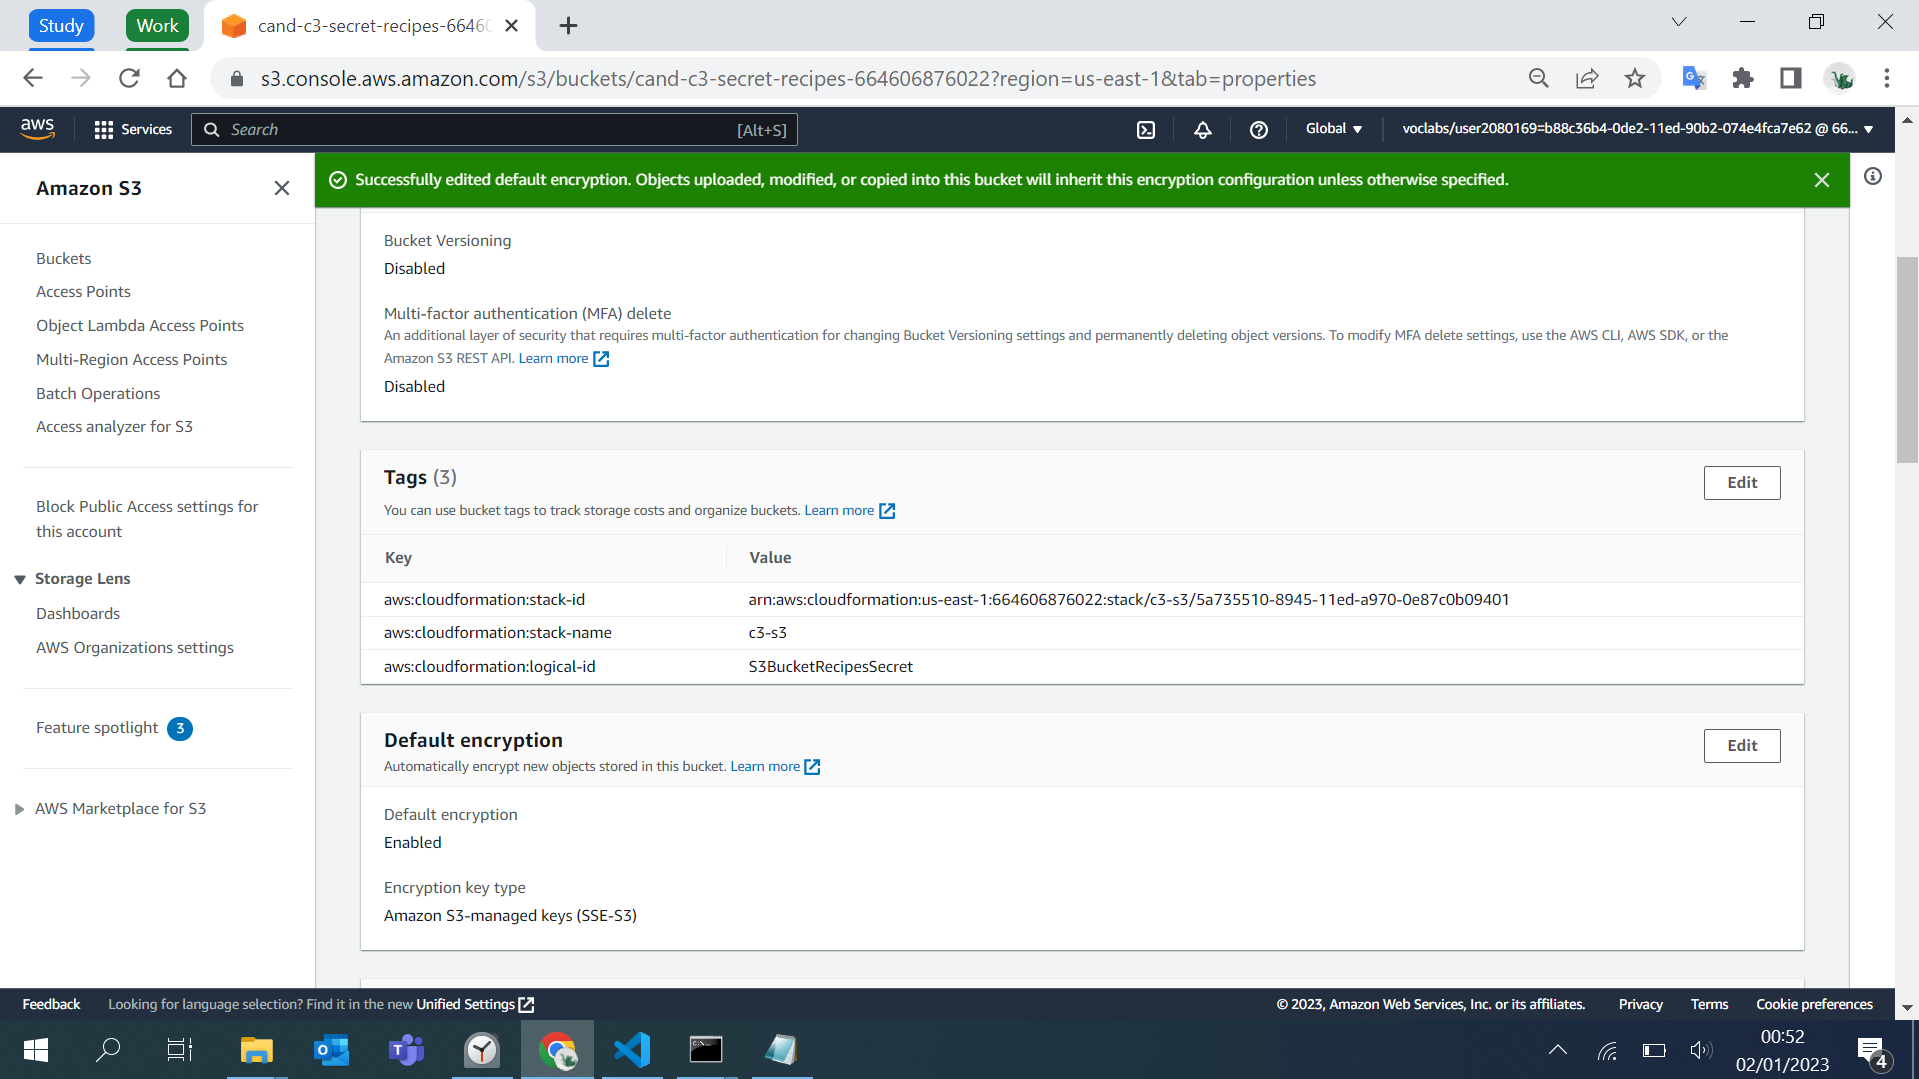 Study
Work
cand-c3-secret-recipes-66460
s3.console.aws.amazon.com/s3/buckets/cand-c3-secret-recipes-664606876022?region=us-east-1&tab=properties
aws
Services
Search
[Alt+S]
Global
voclabs/user2080169=b88c36b4-0de2-11ed-90b2-074e4fca7e62 @ 66...
Amazon S3
Successfully edited default encryption. Objects uploaded, modified, or copied into this bucket will inherit this encryption configuration unless otherwise specified.
Buckets
Access Points
Object Lambda Access Points
Multi-Region Access Points
Batch Operations
Access analyzer for S3
Block Public Access settings for
this account
Storage Lens
Dashboards
AWS Organizations settings
Feature spotlight 3
AWS Marketplace for S3
Bucket Versioning
Disabled
Multi-factor authentication (MFA) delete
An additional layer of security that requires multi-factor authentication for changing Bucket Versioning settings and permanently deleting object versions. To modify MFA delete settings, use the AWS CLI, AWS SDK, or the
Amazon S3 REST API. Learn more
Disabled
Tags (3)
Edit
You can use bucket tags to track storage costs and organize buckets. Learn more
Key Value
aws:cloudformation:stack-id arn:aws:cloudformation:us-east-1:664606876022:stack/c3-s3/5a735510-8945-11ed-a970-0e87c0b09401
aws:cloudformation:stack-name c3-s3
aws:cloudformation:logical-id S3BucketRecipesSecret
Default encryption
Edit
Automatically encrypt new objects stored in this bucket. Learn more
Default encryption
Enabled
Encryption key type
Amazon S3-managed keys (SSE-S3)
Feedback
Looking for language selection? Find it in the new Unified Settings
© 2023, Amazon Web Services, Inc. or its affiliates.
Privacy
Terms
Cookie preferences
00:52
02/01/2023
4